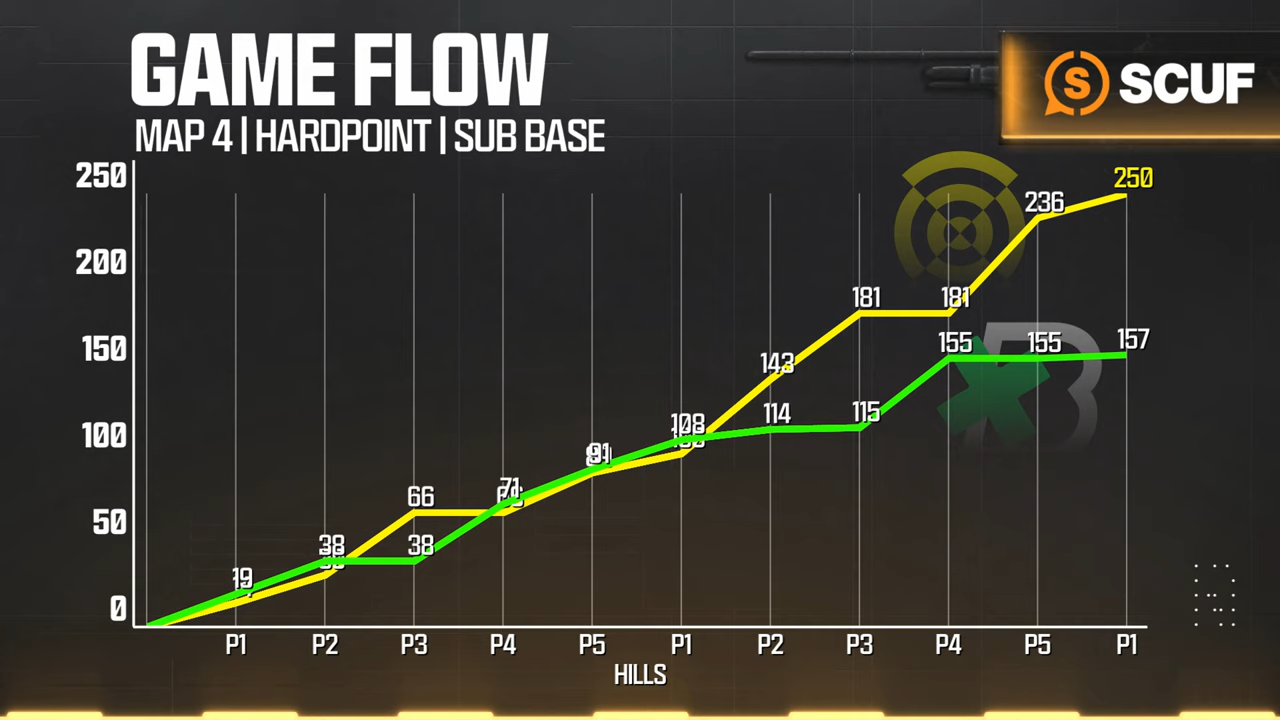 GAME FLOW
MAP 4 | HARDPOINT | SUB BASE
S SCUF
250
200
150
100
50
0
250
236
181 181
155 155 157
143
108 114 115
91
66 71
38 38
19
P1 P2 P3 P4 P5 P1 P2 P3 P4 P5 P1
HILLS